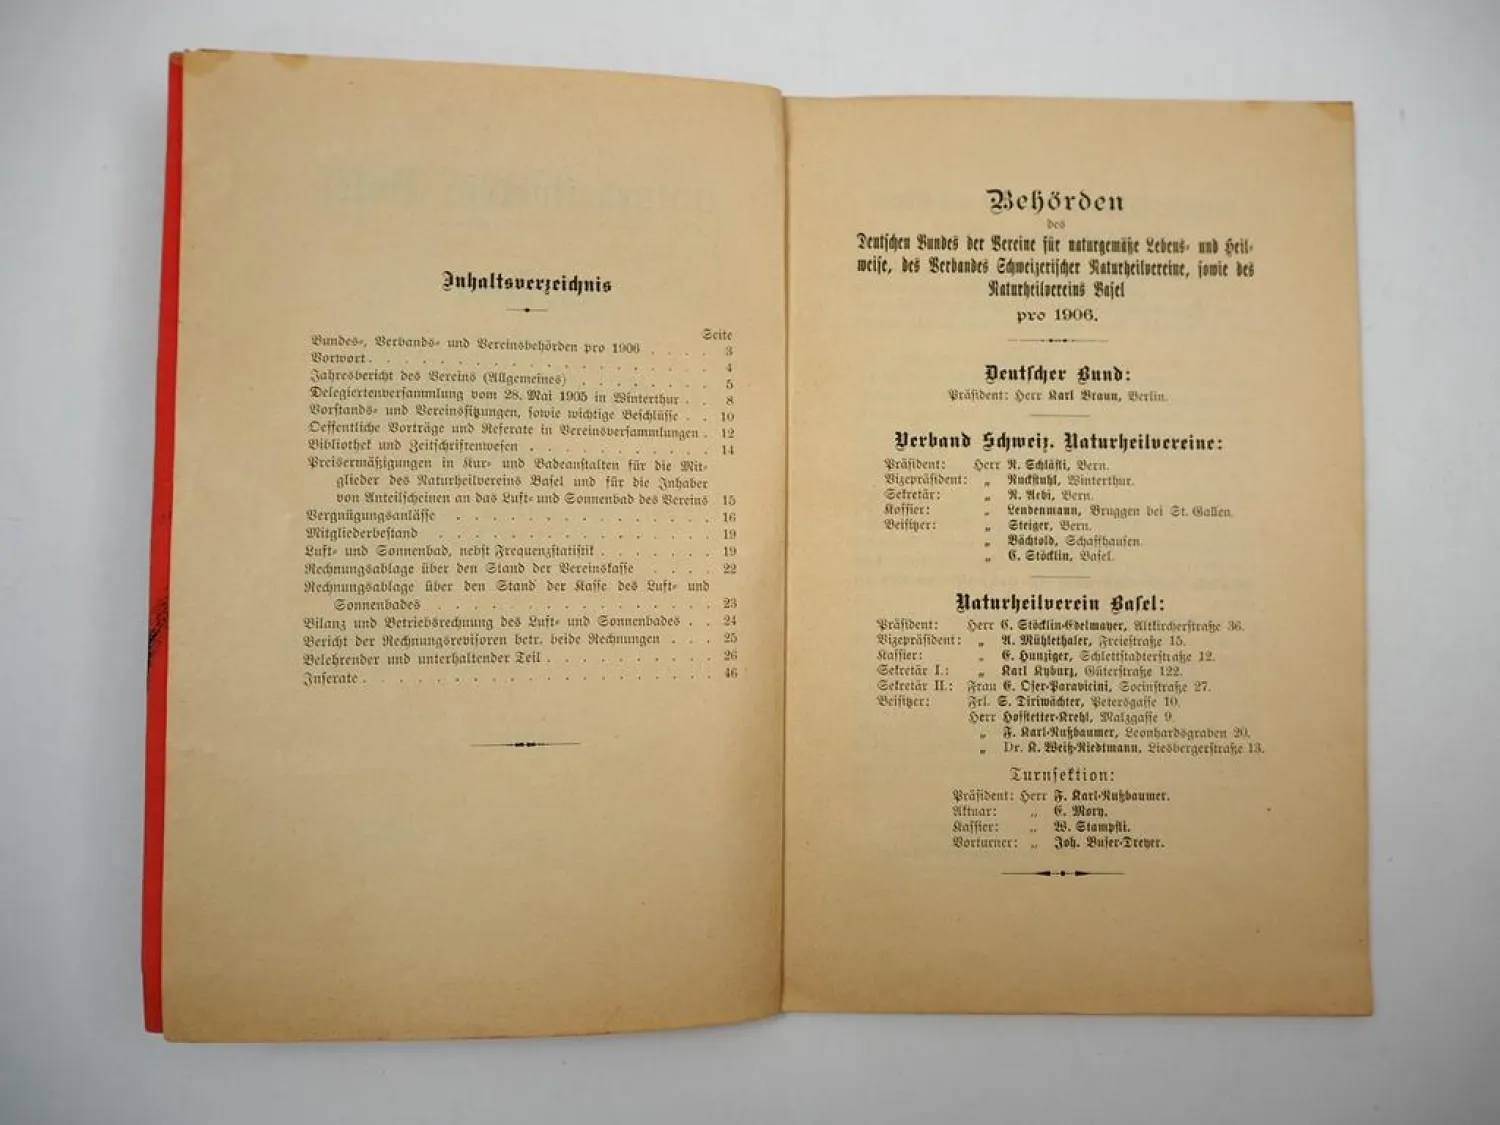 Inhaltsverzeichnis
Seite
Bundes-, Verbands- und Vereinsbehörden pro 1906 . . . . 3
Vorwort . . . . . . . . . . . . . . . . . . . 4
Jahresbericht des Vereins (Allgemeines) . . . . . . . . 5
Delegiertenversammlung vom 28. Mai 1905 in Winterthur . . 8
Vorstands- und Vereinssitzungen, sowie wichtige Beschlüsse . . 10
Oeffentliche Vorträge und Referate in Vereinsversammlungen . 12
Bibliothek und Zeitschriftenwesen . . . . . . . . . . . 14
Preisermäßigungen in Kur- und Badeanstalten für die Mit-
glieder des Naturheilvereins Basel und für die Inhaber
von Anteilscheinen an das Luft- und Sonnenbad des Vereins 15
Vergnügungsanlässe . . . . . . . . . . . . . . 16
Mitgliederbestand . . . . . . . . . . . . . . . 19
Luft- und Sonnenbad, nebst Frequenzstatistik . . . . . . 19
Rechnungsablage über den Stand der Vereinskasse . . . . 22
Rechnungsablage über den Stand der Kasse des Luft- und
Sonnenbades . . . . . . . . . . . . . . . 23
Bilanz und Betriebsrechnung des Luft- und Sonnenbades . . 24
Bericht der Rechnungsrevisoren betr. beide Rechnungen . . . 25
Belehrender und unterhaltender Teil . . . . . . . . . 26
Inserate . . . . . . . . . . . . . . . . . . . 46
Behörden
des
Deutschen Bundes der Vereine für naturgemäße Lebens- und Heil-
weise, des Verbandes Schweizerischer Naturheilvereine, sowie des
Naturheilvereins Basel
pro 1906.
Deutscher Bund:
Präsident: Herr Karl Braun, Berlin.
Verband Schweiz. Naturheilvereine:
Präsident: Herr R. Schläfli, Bern.
Vizepräsident: „ Ruckstuhl, Winterthur.
Sekretär: „ R. Aebi, Bern.
Kassier: „ Lendenmann, Bruggen bei St. Gallen.
Beisitzer: „ Steiger, Bern.
„ Bächtold, Schaffhausen.
„ C. Stöcklin, Basel.
Naturheilverein Basel:
Präsident: Herr C. Stöcklin-Edelmayer, Altkircherstraße 36.
Vizepräsident: „ A. Mühlethaler, Freiestraße 15.
Kassier: „ E. Hunziger, Schlettstadterstraße 12.
Sekretär I.: „ Karl Kyburz, Güterstraße 122.
Sekretär II.: Frau E. Oser-Paravicini, Socinstraße 27.
Beisitzer: Frl. S. Tiriwächter, Petersgasse 10.
Herr Hofstetter-Krehl, Malzgasse 9.
„ F. Karl-Nußbaumer, Leonhardsgraben 20.
„ Dr. K. Weiß-Riedtmann, Liesbergerstraße 13.
Turnsektion:
Präsident: Herr F. Karl-Nußbaumer.
Aktuar: „ E. Mory.
Kassier: „ W. Stampfli.
Vorturner: „ Joh. Buser-Dreyer.